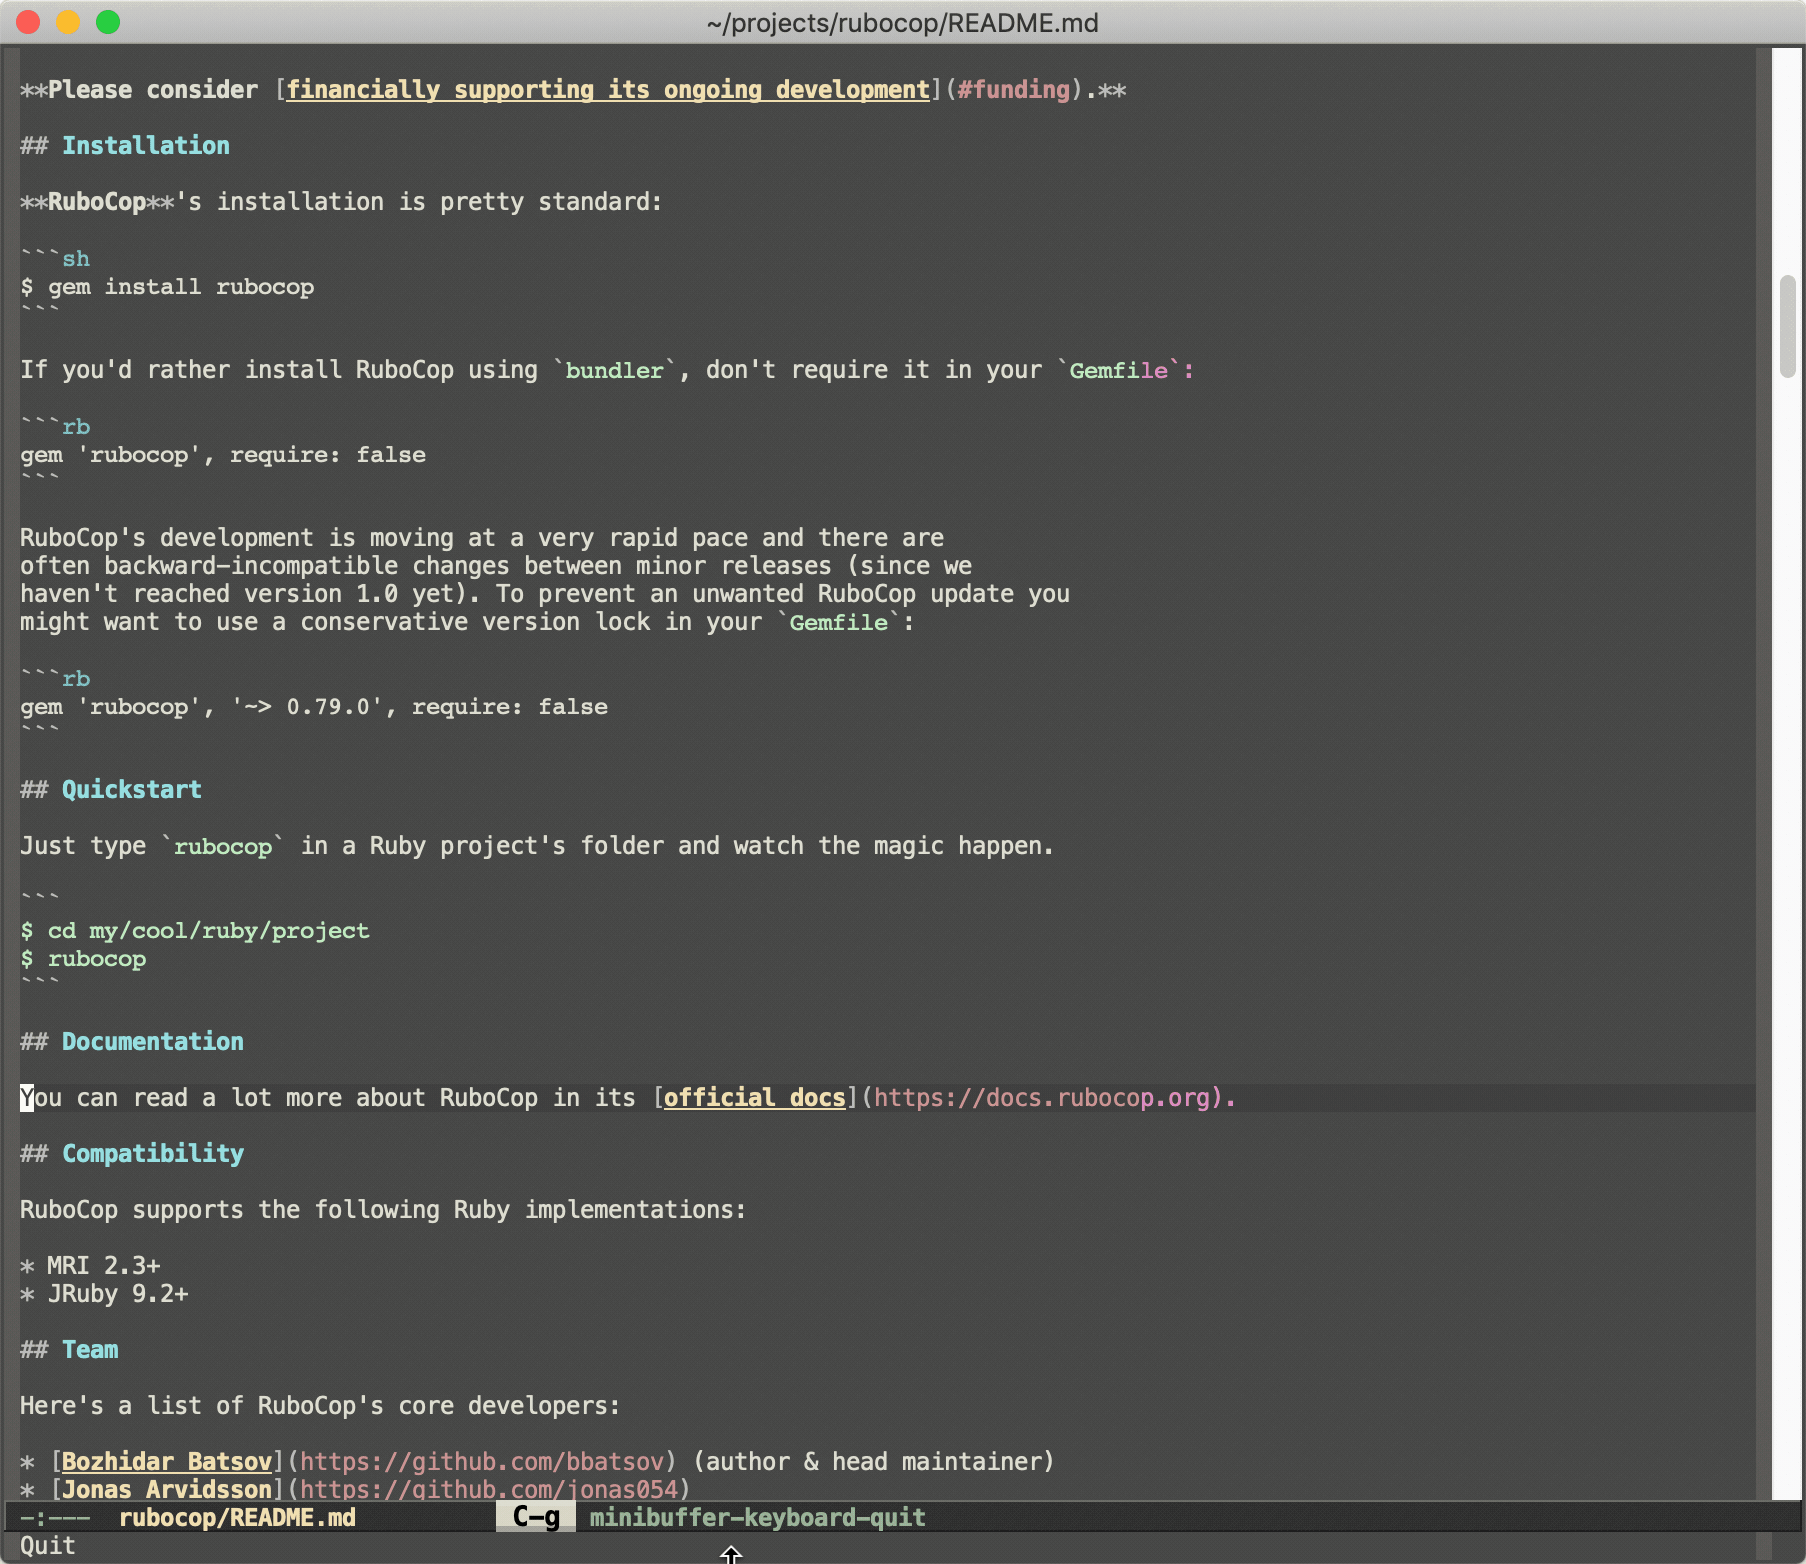 ~/projects/rubocop/README.md
**Please consider [financially supporting its ongoing development](#funding).**
## Installation
**RuboCop**'s installation is pretty standard:
```sh
$ gem install rubocop
```
If you'd rather install RuboCop using `bundler`, don't require it in your `Gemfile`:
```rb
gem 'rubocop', require: false
```
RuboCop's development is moving at a very rapid pace and there are
often backward-incompatible changes between minor releases (since we
haven't reached version 1.0 yet). To prevent an unwanted RuboCop update you
might want to use a conservative version lock in your `Gemfile`:
```rb
gem 'rubocop', '~> 0.79.0', require: false
```
## Quickstart
Just type `rubocop` in a Ruby project's folder and watch the magic happen.
```
$ cd my/cool/ruby/project
$ rubocop
```
## Documentation
You can read a lot more about RuboCop in its [official docs](https://docs.rubocop.org).
## Compatibility
RuboCop supports the following Ruby implementations:
* MRI 2.3+
* JRuby 9.2+
## Team
Here's a list of RuboCop's core developers:
* [Bozhidar Batsov](https://github.com/bbatsov) (author & head maintainer)
* [Jonas Arvidsson](https://github.com/jonas054)
-:--- rubocop/README.md C-g minibuffer-keyboard-quit
Quit